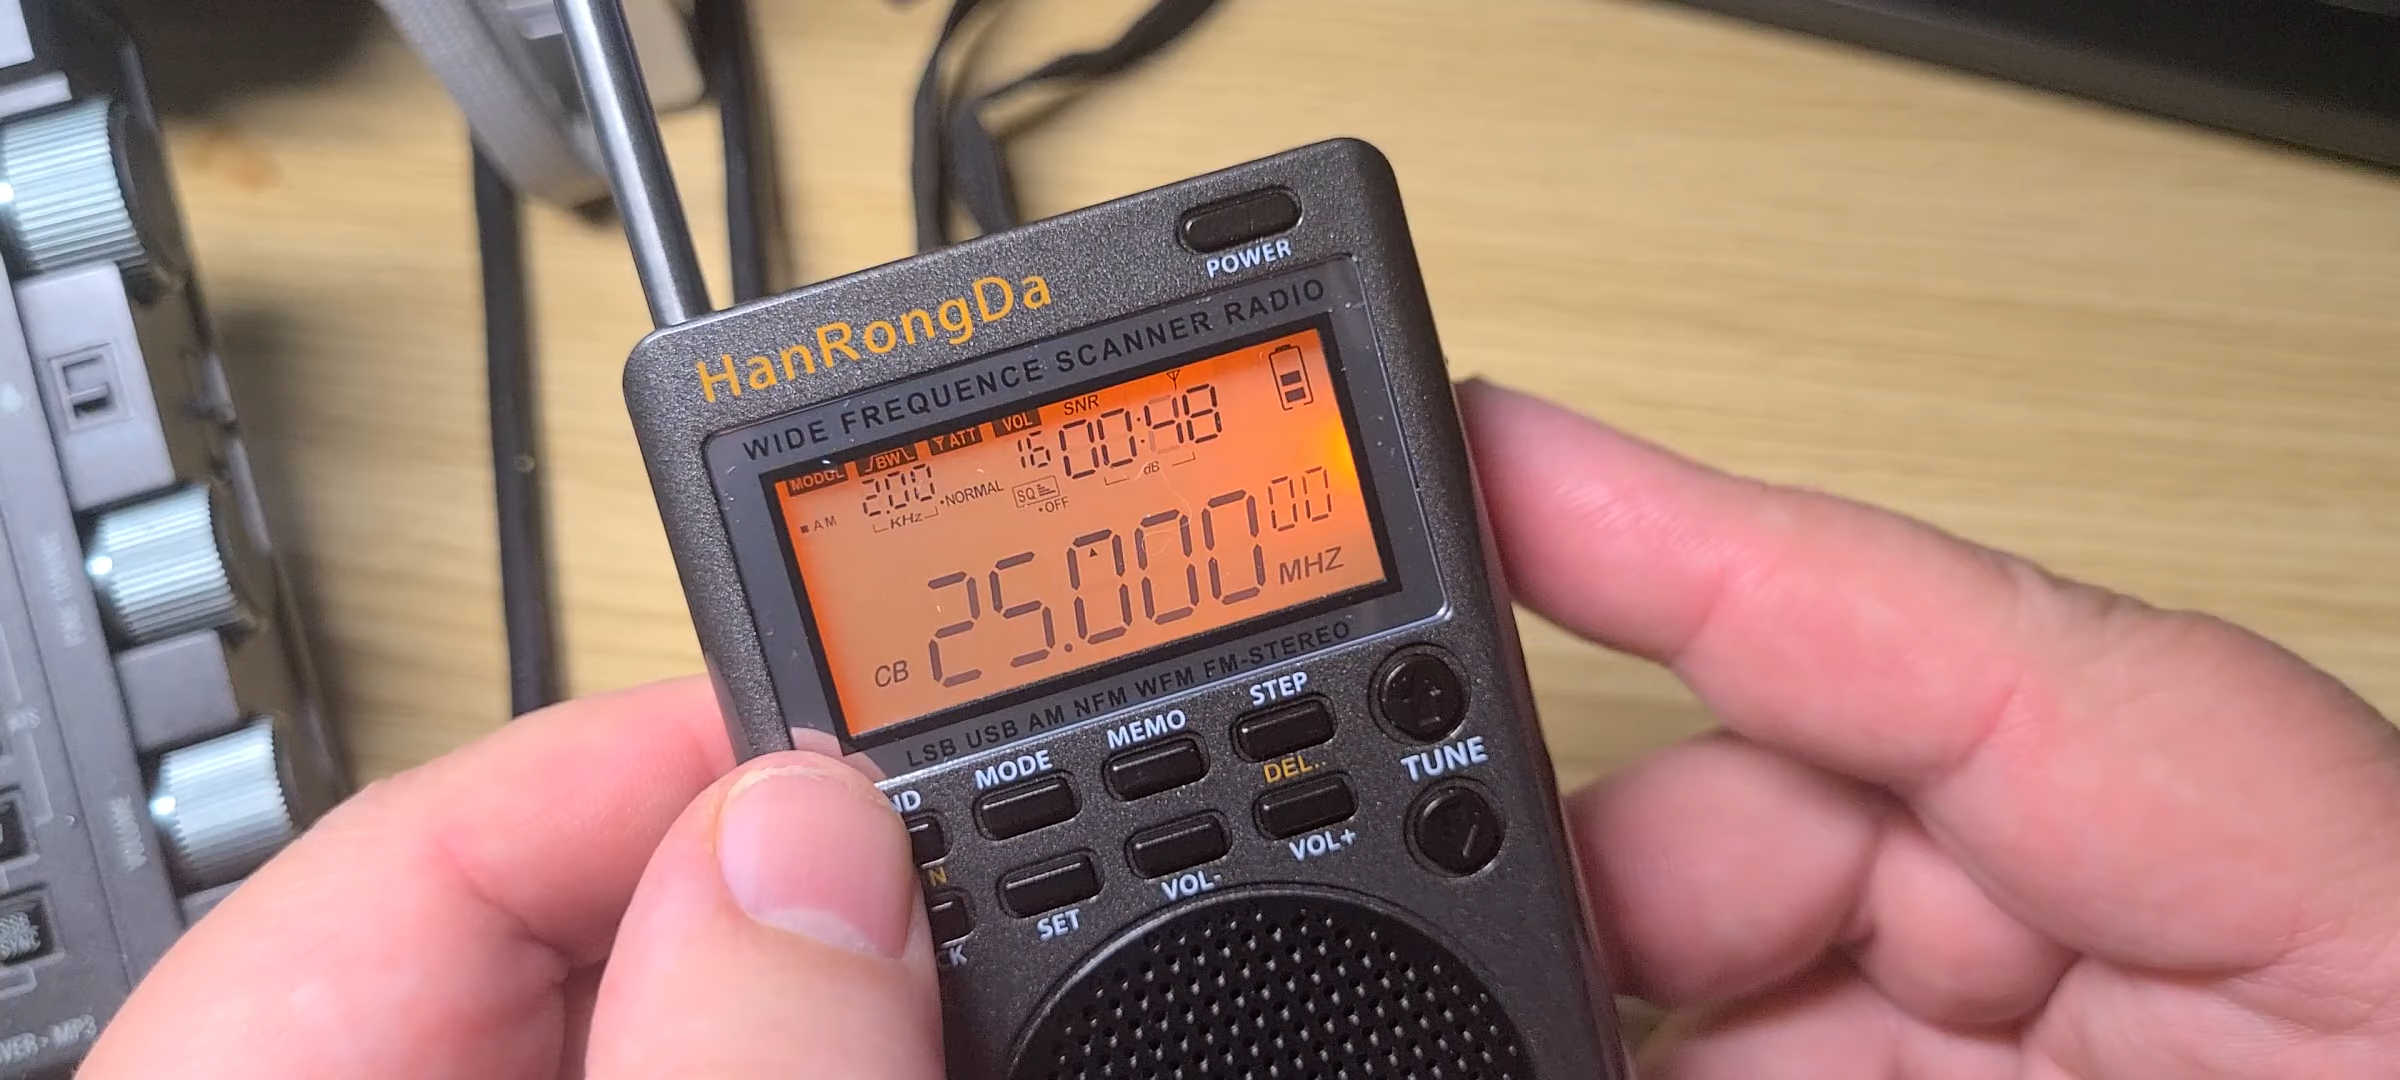 POWER
HanRongDa
WIDE FREQUENCE SCANNER RADIO
MODUL BW ATT VOL SNR
AM 2.00 KHz NORMAL 16 SQ OFF 00:48 dB
CB 25.000 00 MHZ
LSB USB AM NFM WFM FM-STEREO
MODE MEMO STEP
DEL..
TUNE
SET VOL- VOL+
L1
SYNC